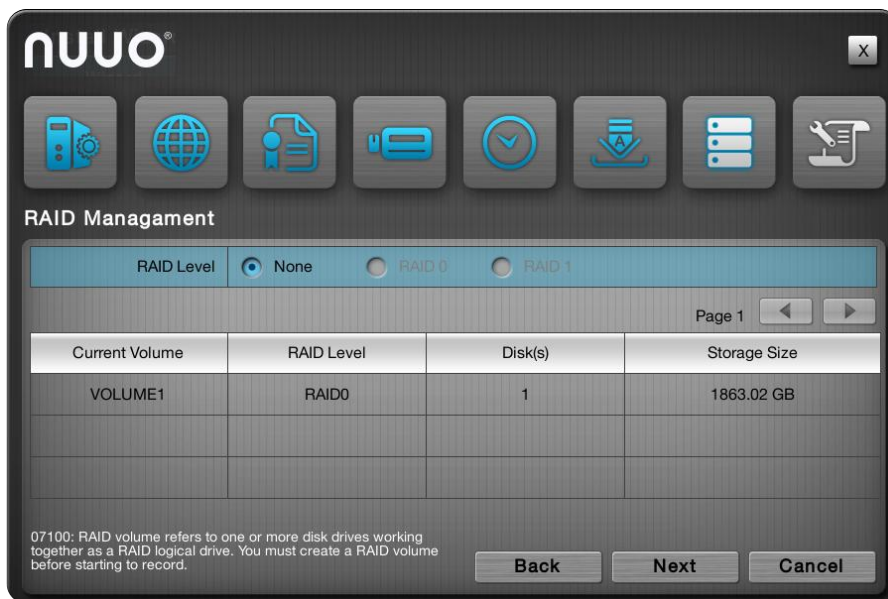 nuuo®
X
RAID Managament
RAID Level None RAID 0 RAID 1
Page 1
Current Volume RAID Level Disk(s) Storage Size
VOLUME1 RAID0 1 1863.02 GB
07100: RAID volume refers to one or more disk drives working
together as a RAID logical drive. You must create a RAID volume
before starting to record.
Back Next Cancel